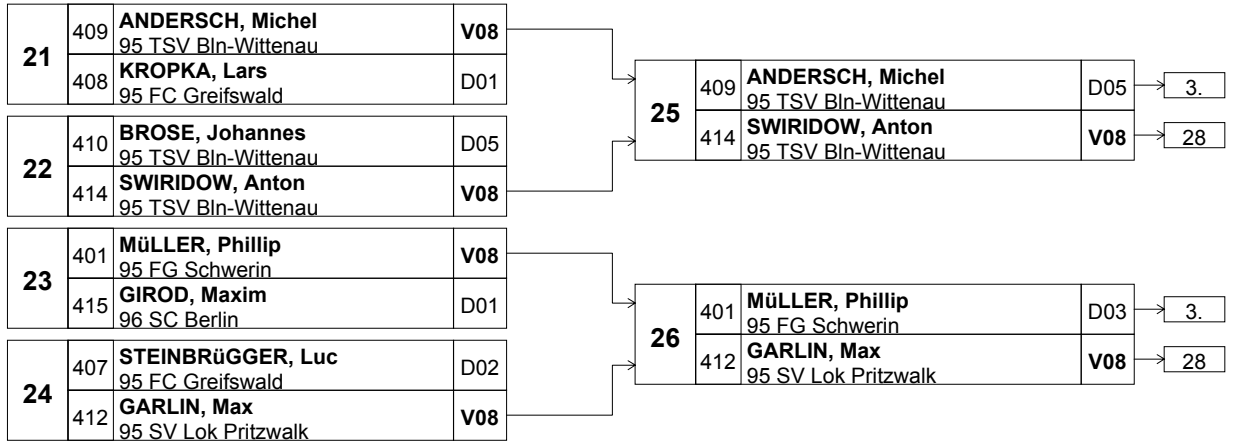 21
409
ANDERSCH, Michel
95 TSV Bln-Wittenau
V08
408
KROPKA, Lars
95 FC Greifswald
D01
22
410
BROSE, Johannes
95 TSV Bln-Wittenau
D05
414
SWIRIDOW, Anton
95 TSV Bln-Wittenau
V08
23
401
MüLLER, Phillip
95 FG Schwerin
V08
415
GIROD, Maxim
96 SC Berlin
D01
24
407
STEINBRüGGER, Luc
95 FC Greifswald
D02
412
GARLIN, Max
95 SV Lok Pritzwalk
V08
25
409
ANDERSCH, Michel
95 TSV Bln-Wittenau
D05
3.
414
SWIRIDOW, Anton
95 TSV Bln-Wittenau
V08
28
26
401
MüLLER, Phillip
95 FG Schwerin
D03
3.
412
GARLIN, Max
95 SV Lok Pritzwalk
V08
28